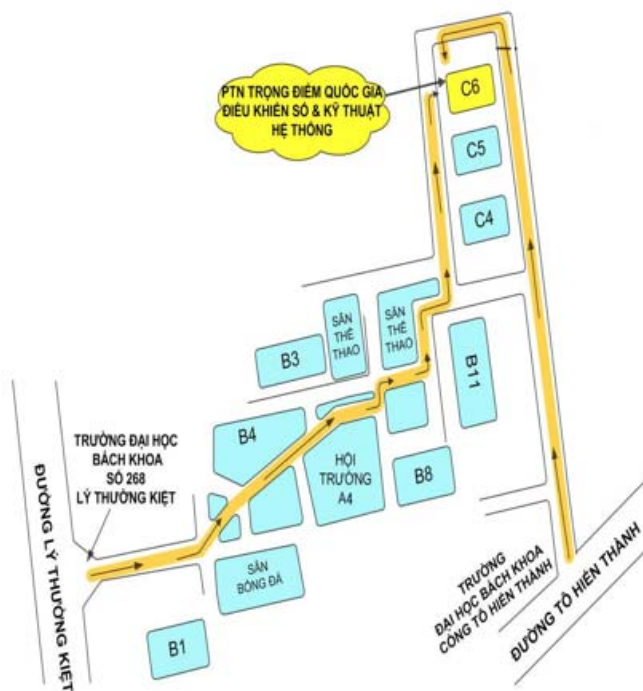 PTN TRỌNG ĐIỂM QUỐC GIA
ĐIỀU KHIỂN SỐ & KỸ THUẬT
HỆ THỐNG
C6
C5
C4
SÂN
THỂ
THAO
SÂN
THỂ
THAO
B3
B11
B4
TRƯỜNG ĐẠI HỌC
BÁCH KHOA
SỐ 268
LÝ THƯỜNG KIỆT
HỘI
TRƯỜNG
A4
B8
ĐƯỜNG LÝ THƯỜNG KIỆT
SÂN
BÓNG ĐÁ
B1
TRƯỜNG
ĐẠI HỌC BÁCH KHOA
CỔNG TÔ HIẾN THÀNH
ĐƯỜNG TÔ HIẾN THÀNH